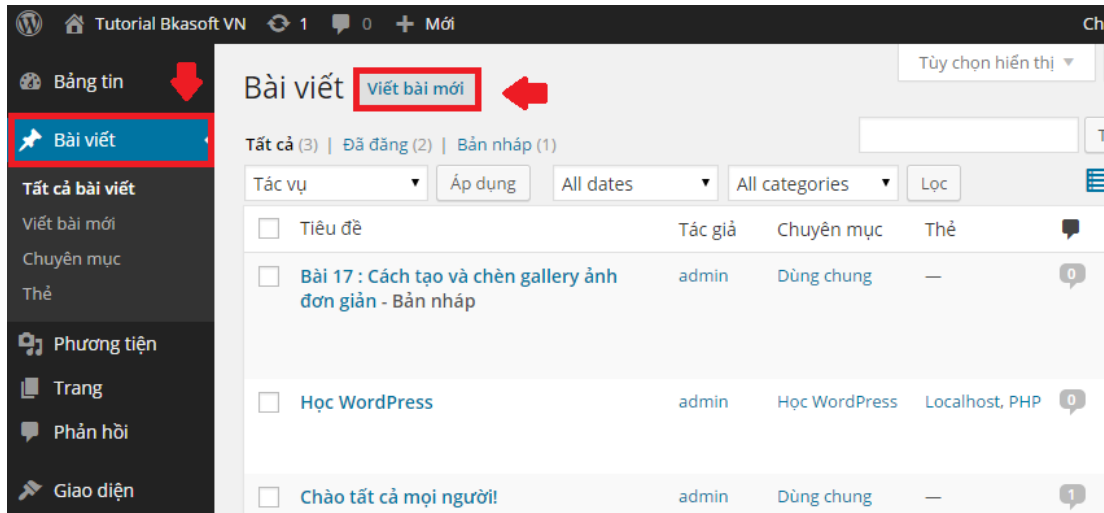 Tutorial Bkasoft VN 1 0 + Mới
Bảng tin
Bài viết
Tất cả bài viết
Viết bài mới
Chuyên mục
Thẻ
Phương tiện
Trang
Phản hồi
Giao diện
Tùy chọn hiển thị
Bài viết Viết bài mới
Tất cả (3) | Đã đăng (2) | Bản nháp (1)
Tác vụ Áp dụng All dates All categories Lọc
Tiêu đề Tác giả Chuyên mục Thẻ
Bài 17 : Cách tạo và chèn gallery ảnh admin Dùng chung — 0
đơn giản - Bản nháp
Học WordPress admin Học WordPress Localhost, PHP 0
Chào tất cả mọi người! admin Dùng chung — 1